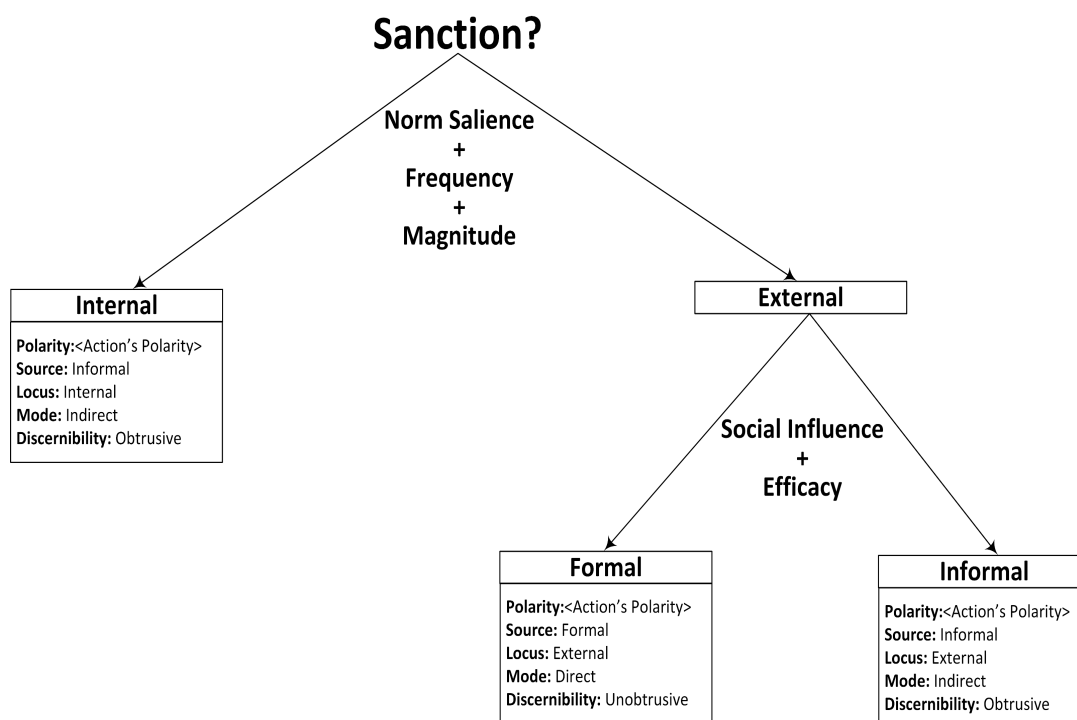 Sanction?
Norm Salience
+
Frequency
+
Magnitude
Internal
Polarity:<Action's Polarity>
Source: Informal
Locus: Internal
Mode: Indirect
Discernibility: Obtrusive
External
Social Influence
+
Efficacy
Formal
Polarity:<Action's Polarity>
Source: Formal
Locus: External
Mode: Direct
Discernibility: Unobtrusive
Informal
Polarity:<Action's Polarity>
Source: Informal
Locus: External
Mode: Indirect
Discernibility: Obtrusive